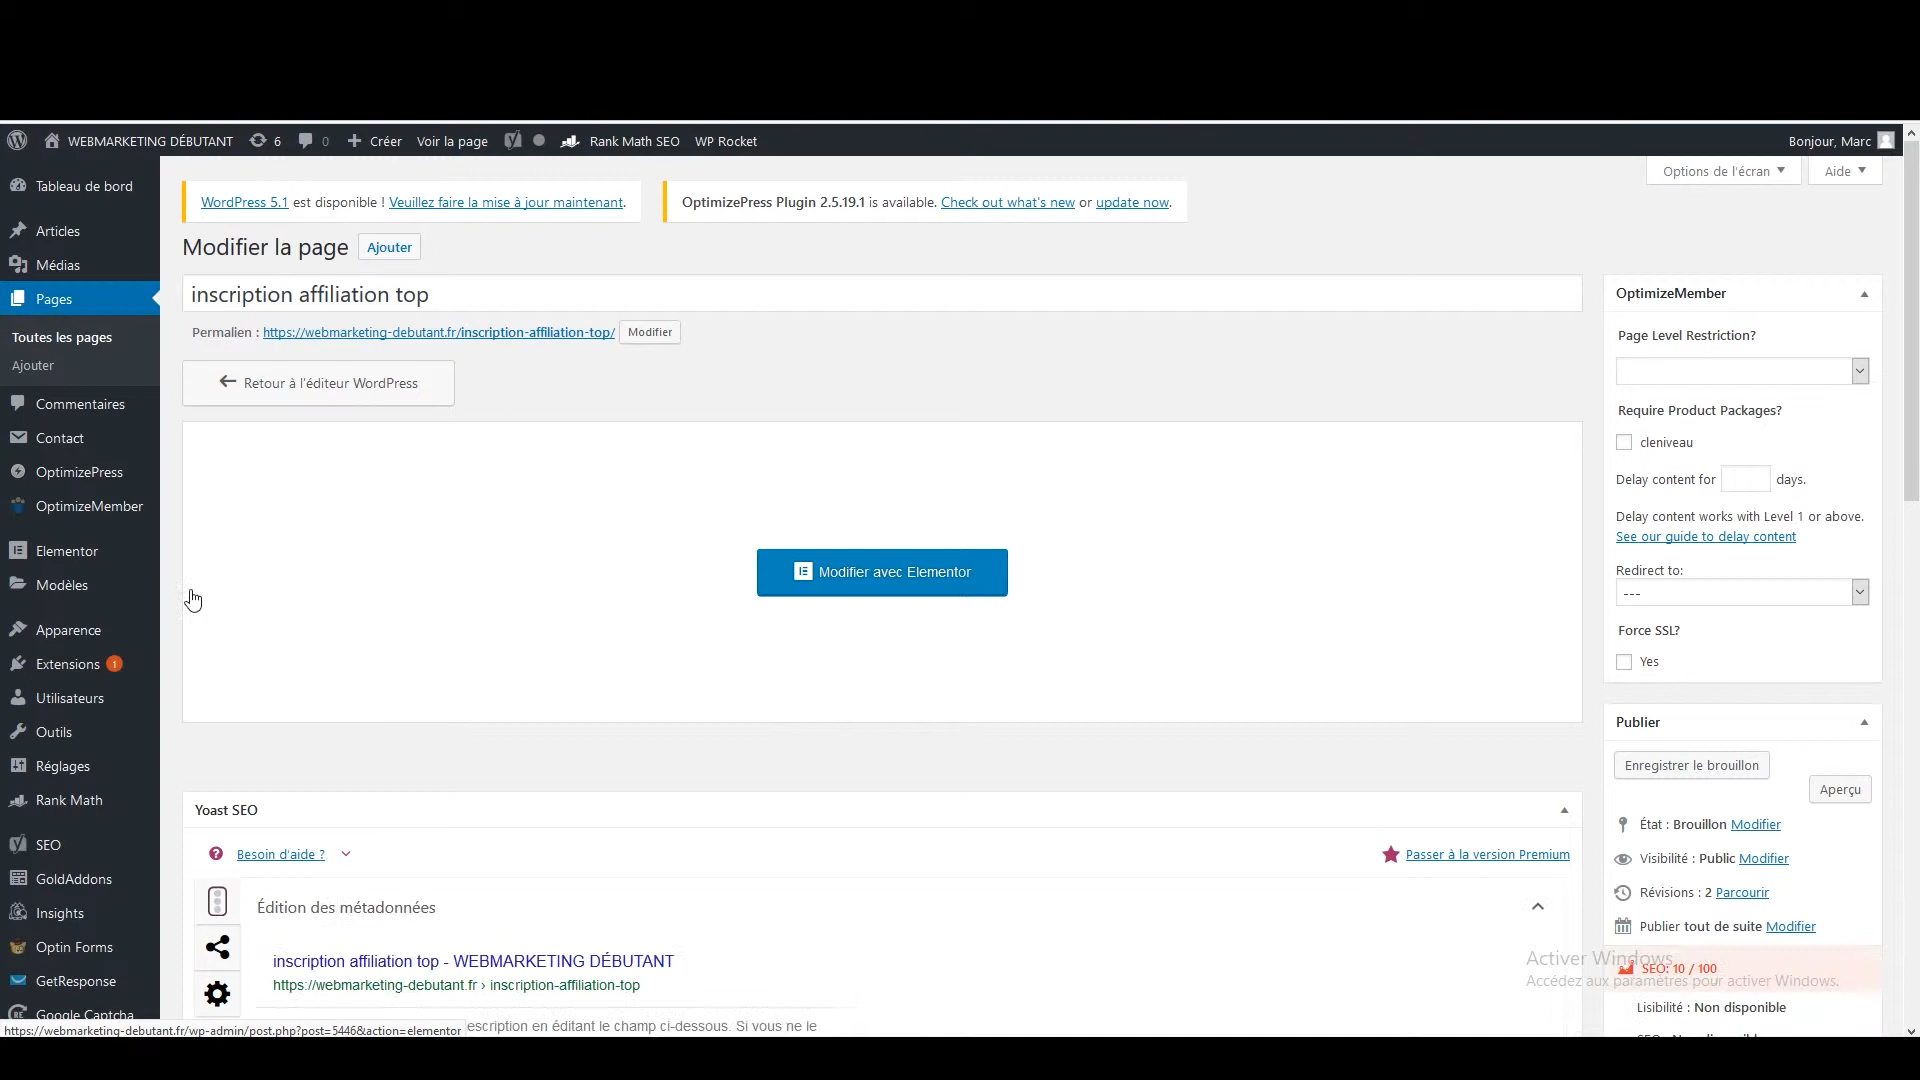 WEBMARKETING DÉBUTANT 6 0 Créer Voir la page Rank Math SEO WP Rocket Bonjour, Marc
Options de l'écran Aide
WordPress 5.1 est disponible ! Veuillez faire la mise à jour maintenant.
OptimizePress Plugin 2.5.19.1 is available. Check out what's new or update now.
Modifier la page Ajouter
inscription affiliation top
Permalien : https://webmarketing-debutant.fr/inscription-affiliation-top/ Modifier
Retour à l'éditeur WordPress
Modifier avec Elementor
Tableau de bord
Articles
Médias
Pages
Toutes les pages
Ajouter
Commentaires
Contact
OptimizePress
OptimizeMember
Elementor
Modèles
Apparence
Extensions 1
Utilisateurs
Outils
Réglages
Rank Math
SEO
GoldAddons
Insights
Optin Forms
GetResponse
Google Captcha
Yoast SEO
Besoin d'aide ?
Passer à la version Premium
Édition des métadonnées
inscription affiliation top - WEBMARKETING DÉBUTANT
https://webmarketing-debutant.fr › inscription-affiliation-top
escription en éditant le champ ci-dessous. Si vous ne le
https://webmarketing-debutant.fr/wp-admin/post.php?post=5446&action=elementor
OptimizeMember
Page Level Restriction?
Require Product Packages?
cleniveau
Delay content for days.
Delay content works with Level 1 or above.
See our guide to delay content
Redirect to:
---
Force SSL?
Yes
Publier
Enregistrer le brouillon
Aperçu
État : Brouillon Modifier
Visibilité : Public Modifier
Révisions : 2 Parcourir
Publier tout de suite Modifier
Activer Windows
SEO: 10 / 100
Accédez aux paramètres pour activer Windows.
Lisibilité : Non disponible